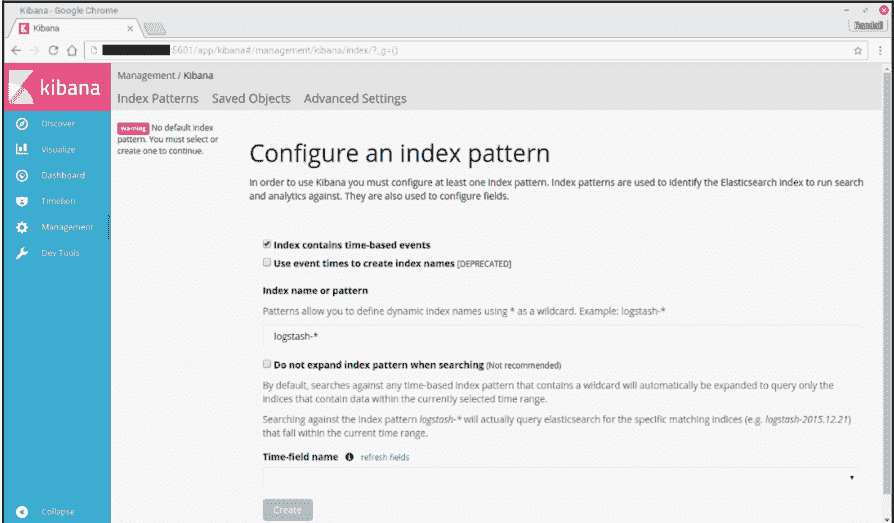 Kibana - Google Chrome
Kibana
Randall
5601/app/kibana#/management/kibana/index/?_g=()
kibana
Management / Kibana
Index Patterns Saved Objects Advanced Settings
Discover
Visualize
Dashboard
Timelion
Management
Dev Tools
Collapse
Warning No default index
pattern. You must select or
create one to continue.
Configure an index pattern
In order to use Kibana you must configure at least one index pattern. Index patterns are used to identify the Elasticsearch index to run search
and analytics against. They are also used to configure fields.
Index contains time-based events
Use event times to create index names [DEPRECATED]
Index name or pattern
Patterns allow you to define dynamic index names using * as a wildcard. Example: logstash-*
logstash-*
Do not expand index pattern when searching (Not recommended)
By default, searches against any time-based index pattern that contains a wildcard will automatically be expanded to query only the
indices that contain data within the currently selected time range.
Searching against the index pattern logstash-* will actually query elasticsearch for the specific matching indices (e.g. logstash-2015.12.21)
that fall within the current time range.
Time-field name refresh fields
Create